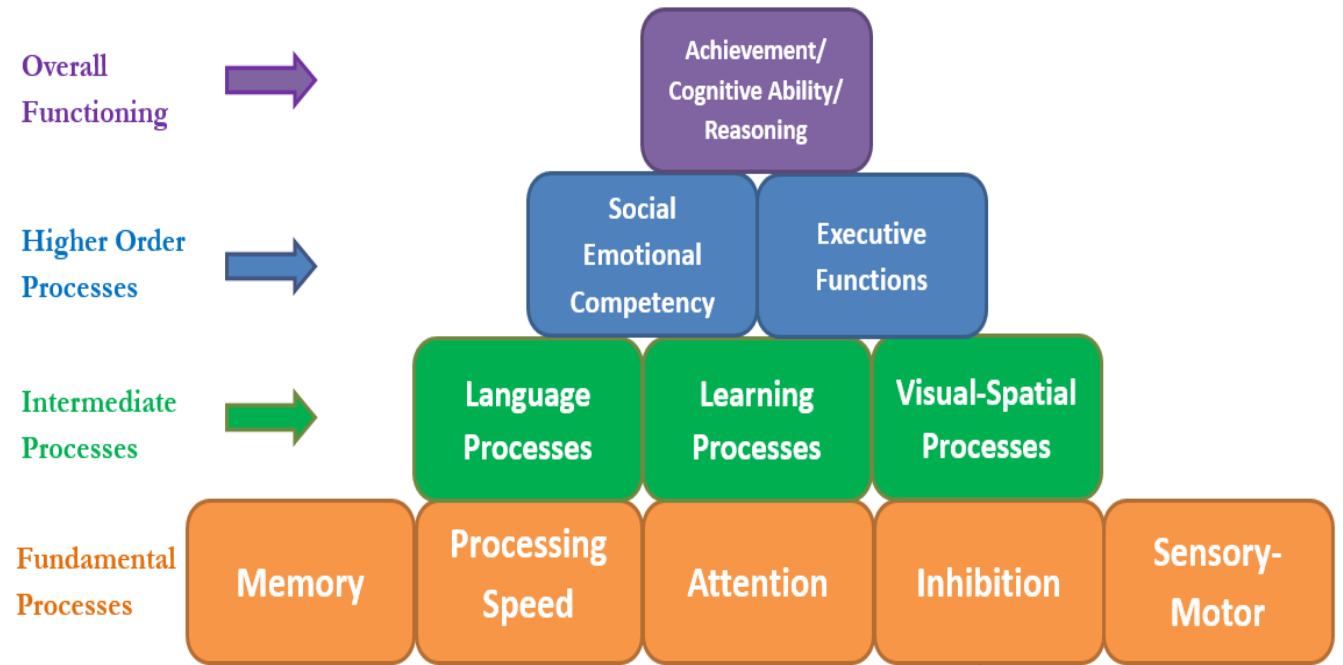 Overall
Functioning
Achievement/
Cognitive Ability/
Reasoning
Higher Order
Processes
Social
Emotional
Competency
Executive
Functions
Intermediate
Processes
Language
Processes
Learning
Processes
Visual-Spatial
Processes
Fundamental
Processes
Memory
Processing
Speed
Attention
Inhibition
Sensory-
Motor